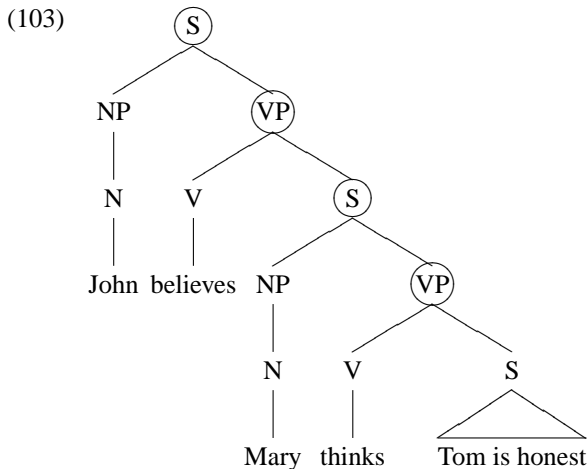 (103)
S
NP VP
N V S
John believes NP VP
N V S
Mary thinks Tom is honest